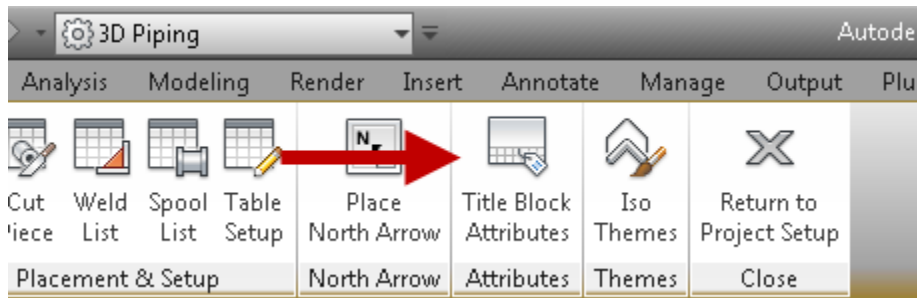 3D Piping
Autode
Analysis Modeling Render Insert Annotate Manage Output Plu
N
Cut Weld Spool Table Place Title Block Iso Return to
Piece List List Setup North Arrow Attributes Themes Project Setup
Placement & Setup North Arrow Attributes Themes Close